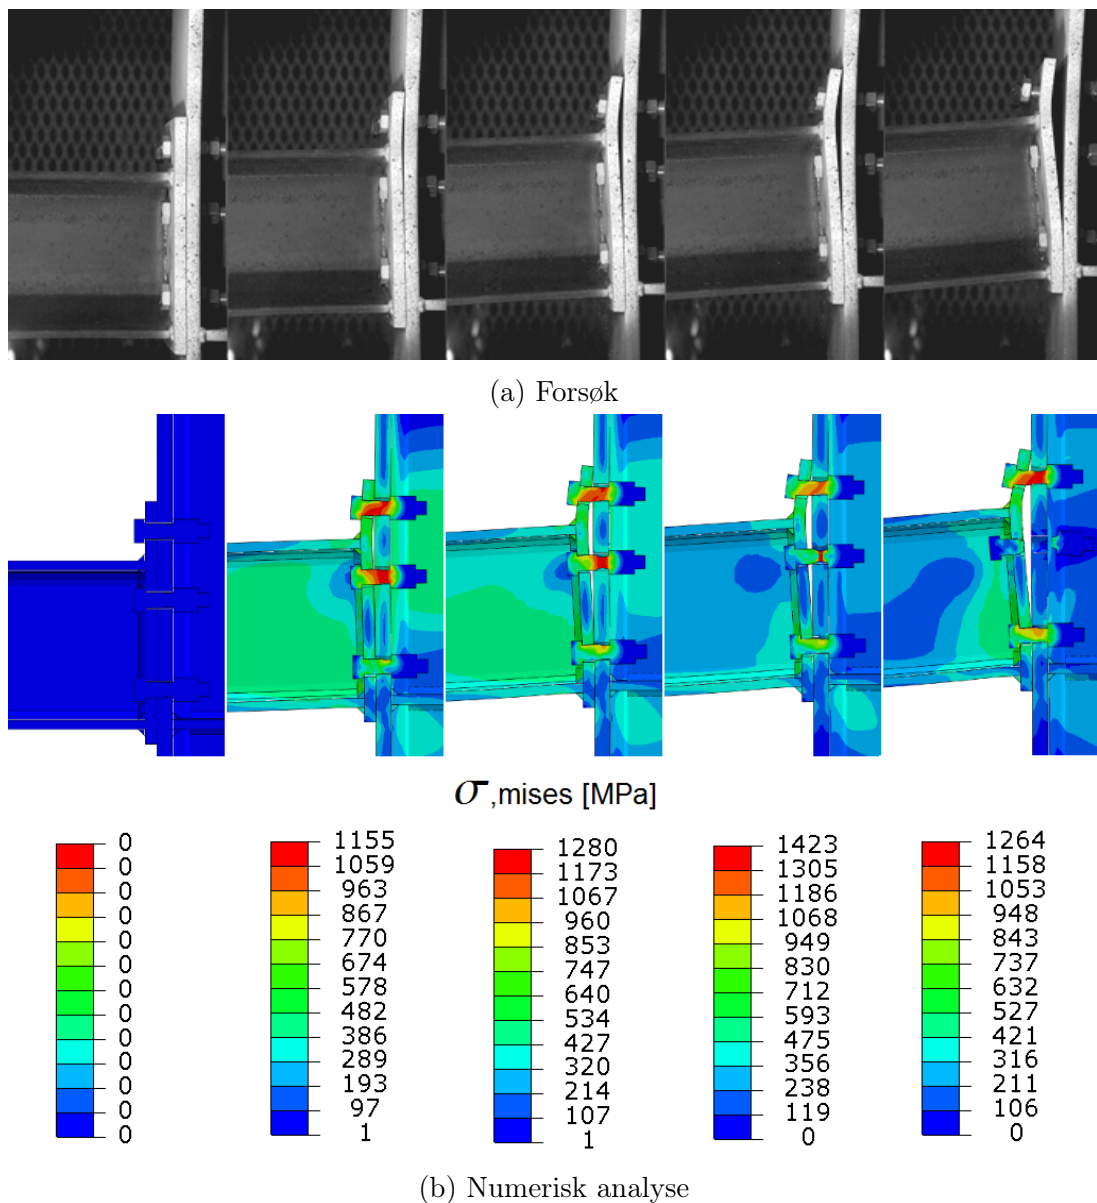 (a) Forsøk
σ,mises [MPa]
0 1155 1280 1423 1264
0 1059 1173 1305 1158
0 963 1067 1186 1053
0 867 960 1068 948
0 770 853 949 843
0 674 747 830 737
0 578 640 712 632
0 482 534 593 527
0 386 427 475 421
0 289 320 356 316
0 193 214 238 211
0 97 107 119 106
0 1 1 0 0
(b) Numerisk analyse